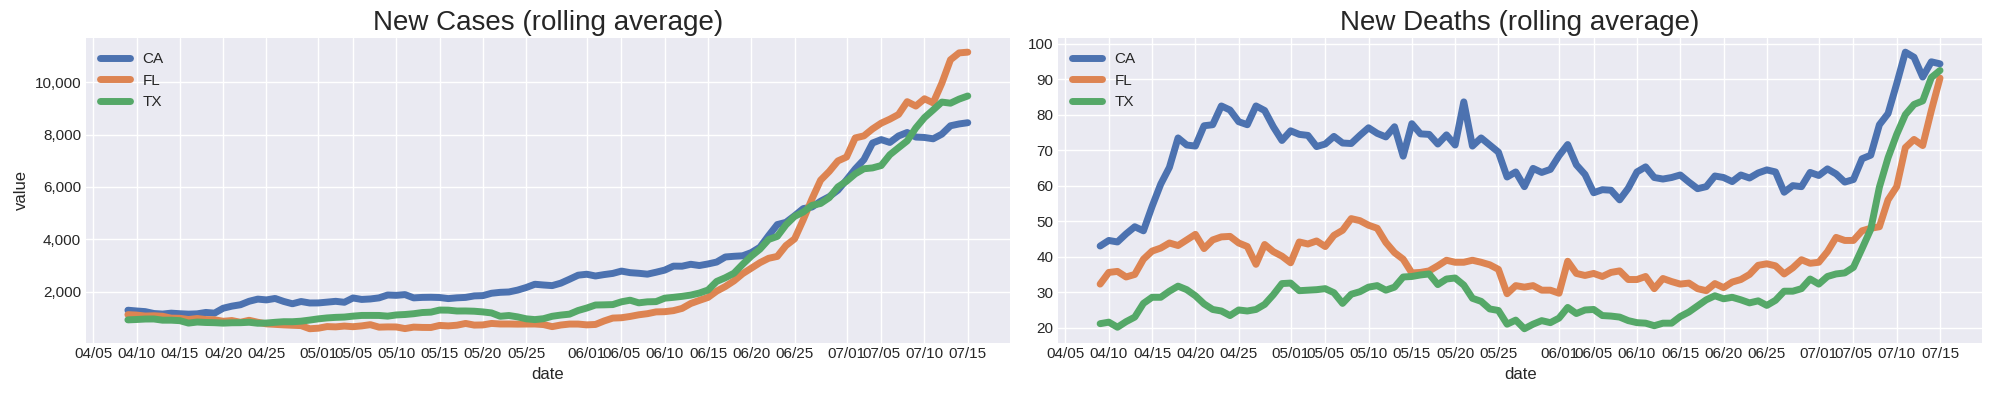 New Cases (rolling average)
CA
FL
TX
10,000
8,000
6,000
4,000
2,000
value
04/05 04/10 04/15 04/20 04/25 05/01 05/05 05/10 05/15 05/20 05/25 06/01 06/05 06/10 06/15 06/20 06/25 07/01 07/05 07/10 07/15
date
New Deaths (rolling average)
CA
FL
TX
100
90
80
70
60
50
40
30
20
04/05 04/10 04/15 04/20 04/25 05/01 05/05 05/10 05/15 05/20 05/25 06/01 06/05 06/10 06/15 06/20 06/25 07/01 07/05 07/10 07/15
date